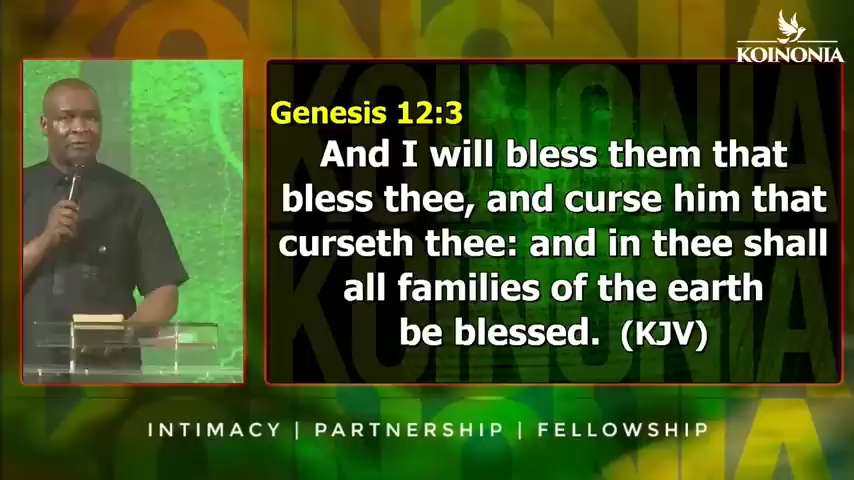 KOINONIA
Genesis 12:3
And I will bless them that
bless thee, and curse him that
curseth thee: and in thee shall
all families of the earth
be blessed. (KJV)
INTIMACY | PARTNERSHIP | FELLOWSHIP